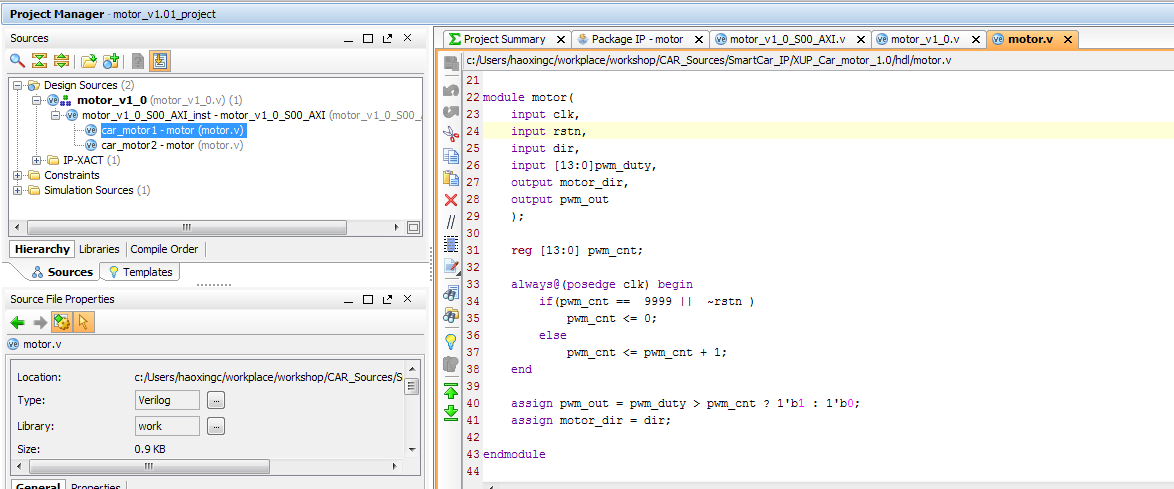 Project Manager - motor_v1.01_project
Sources
Design Sources (2)
motor_v1_0 (motor_v1_0.v) (1)
motor_v1_0_S00_AXI_inst - motor_v1_0_S00_AXI (motor_v1_0_S00_
car_motor1 - motor (motor.v)
car_motor2 - motor (motor.v)
IP-XACT (1)
Constraints
Simulation Sources (1)
Hierarchy Libraries Compile Order
Sources Templates
Source File Properties
motor.v
Location: c:/Users/haoxingc/workplace/workshop/CAR_Sources/S
Type: Verilog ...
Library: work ...
Size: 0.9 KB
General Properties
Project Summary Package IP - motor motor_v1_0_S00_AXI.v motor_v1_0.v motor.v
c:/Users/haoxingc/workplace/workshop/CAR_Sources/SmartCar_IP/XUP_Car_motor_1.0/hdl/motor.v
21
22 module motor(
23 input clk,
24 input rstn,
25 input dir,
26 input [13:0]pwm_duty,
27 output motor_dir,
28 output pwm_out
29 );
30
31 reg [13:0] pwm_cnt;
32
33 always@(posedge clk) begin
34 if(pwm_cnt == 9999 || ~rstn )
35 pwm_cnt <= 0;
36 else
37 pwm_cnt <= pwm_cnt + 1;
38 end
39
40 assign pwm_out = pwm_duty > pwm_cnt ? 1'b1 : 1'b0;
41 assign motor_dir = dir;
42
43 endmodule
44